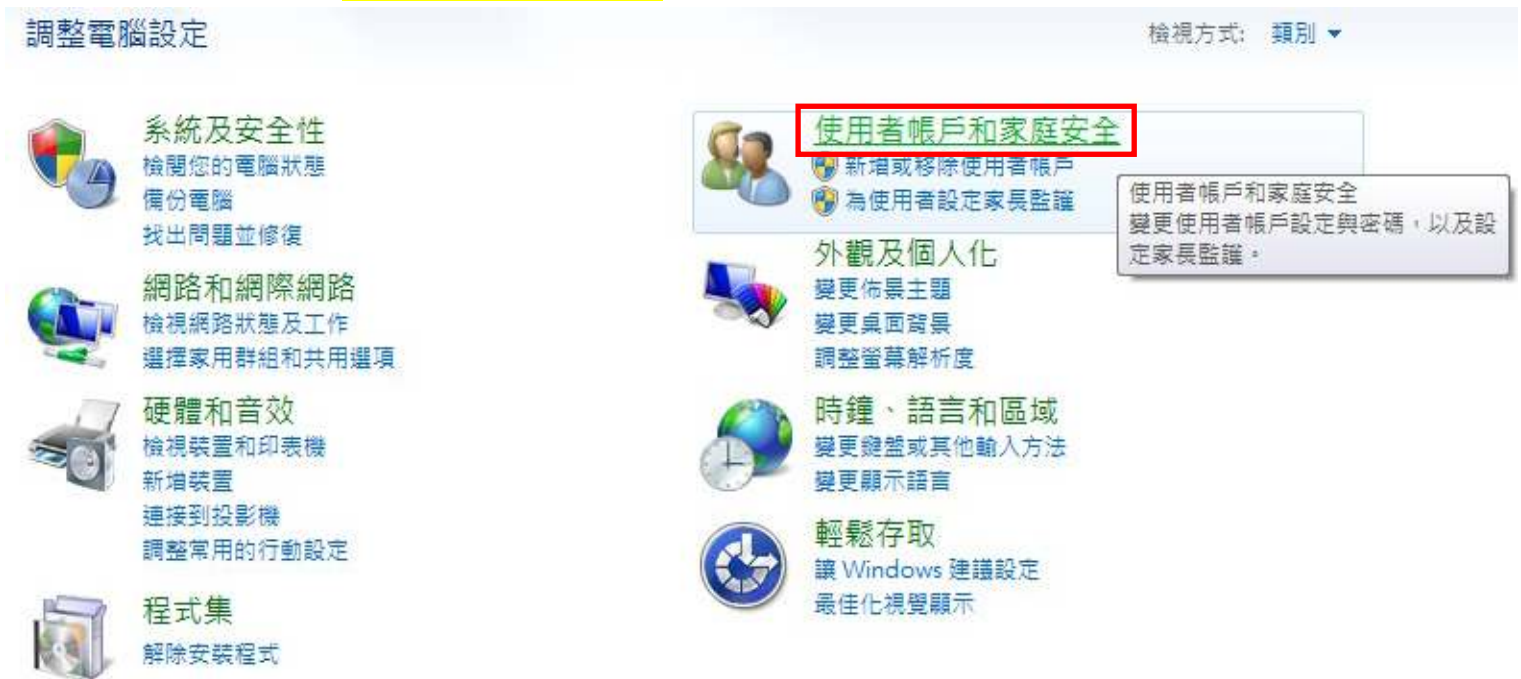 調整電腦設定
檢視方式: 類別
系統及安全性
檢閱您的電腦狀態
備份電腦
找出問題並修復
網路和網際網路
檢視網路狀態及工作
選擇家用群組和共用選項
硬體和音效
檢視裝置和印表機
新增裝置
連接到投影機
調整常用的行動設定
程式集
解除安裝程式
使用者帳戶和家庭安全
新增或移除使用者帳戶
為使用者設定家長監護
使用者帳戶和家庭安全
變更使用者帳戶設定與密碼，以及設
定家長監護。
外觀及個人化
變更佈景主題
變更桌面背景
調整螢幕解析度
時鐘、語言和區域
變更鍵盤或其他輸入方法
變更顯示語言
輕鬆存取
讓 Windows 建議設定
最佳化視覺顯示